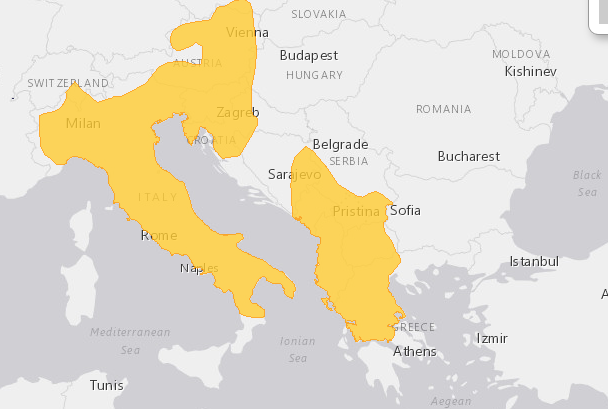 SLOVAKIA
Vienna
Budapest
MOLDOVA
AUSTRIA
Kishinev
HUNGARY
SWITZERLAND
ROMANIA
Zagreb
Milan
CROATIA
Belgrade
SERBIA
Bucharest
Sarajevo
Black
Sea
ITALY
Pristina
Sofia
Rome
Istanbul
Naples
A
Mediterranean
Sea
GREECE
Ionian
Sea
Izmir
Athens
Tunis
Aegean